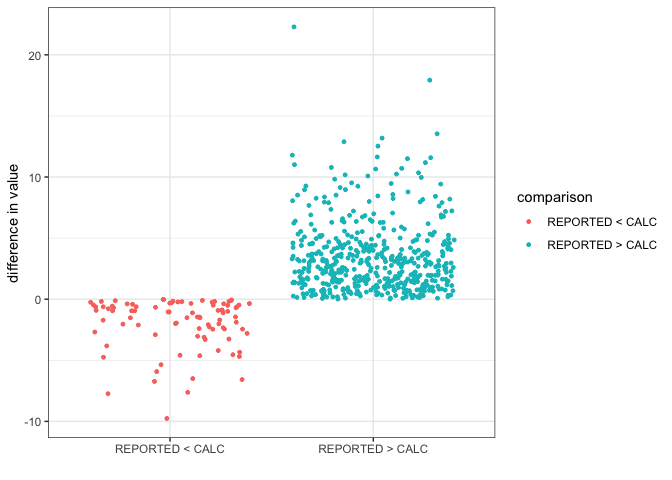 20
10
0
-10
difference in value
REPORTED < CALC
REPORTED > CALC
comparison
REPORTED < CALC
REPORTED > CALC